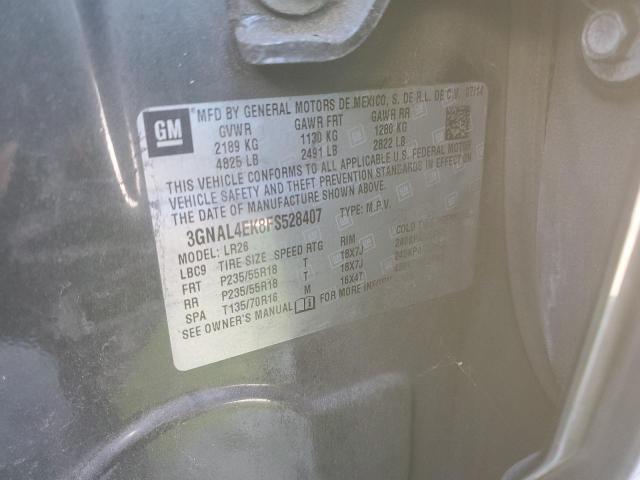 GM
MFD BY GENERAL MOTORS DE MEXICO, S. DE R.L. DE C.V. 07/14
GVWR GAWR FRT GAWR RR
2189 KG 1130 KG 1280 KG
4825 LB 2491 LB 2822 LB
THIS VEHICLE CONFORMS TO ALL APPLICABLE U.S. FEDERAL MOTOR
VEHICLE SAFETY AND THEFT PREVENTION STANDARDS IN EFFECT ON
THE DATE OF MANUFACTURE SHOWN ABOVE.
3GNAL4EK8FS528407 TYPE: M.P.V.
MODEL: LR26
LBC9 TIRE SIZE SPEED RTG RIM COLD
FRT P235/55R18 T 18X7J
RR P235/55R18 T 18X7J
SPA T135/70R16 M 16X4T
SEE OWNER'S MANUAL FOR MORE